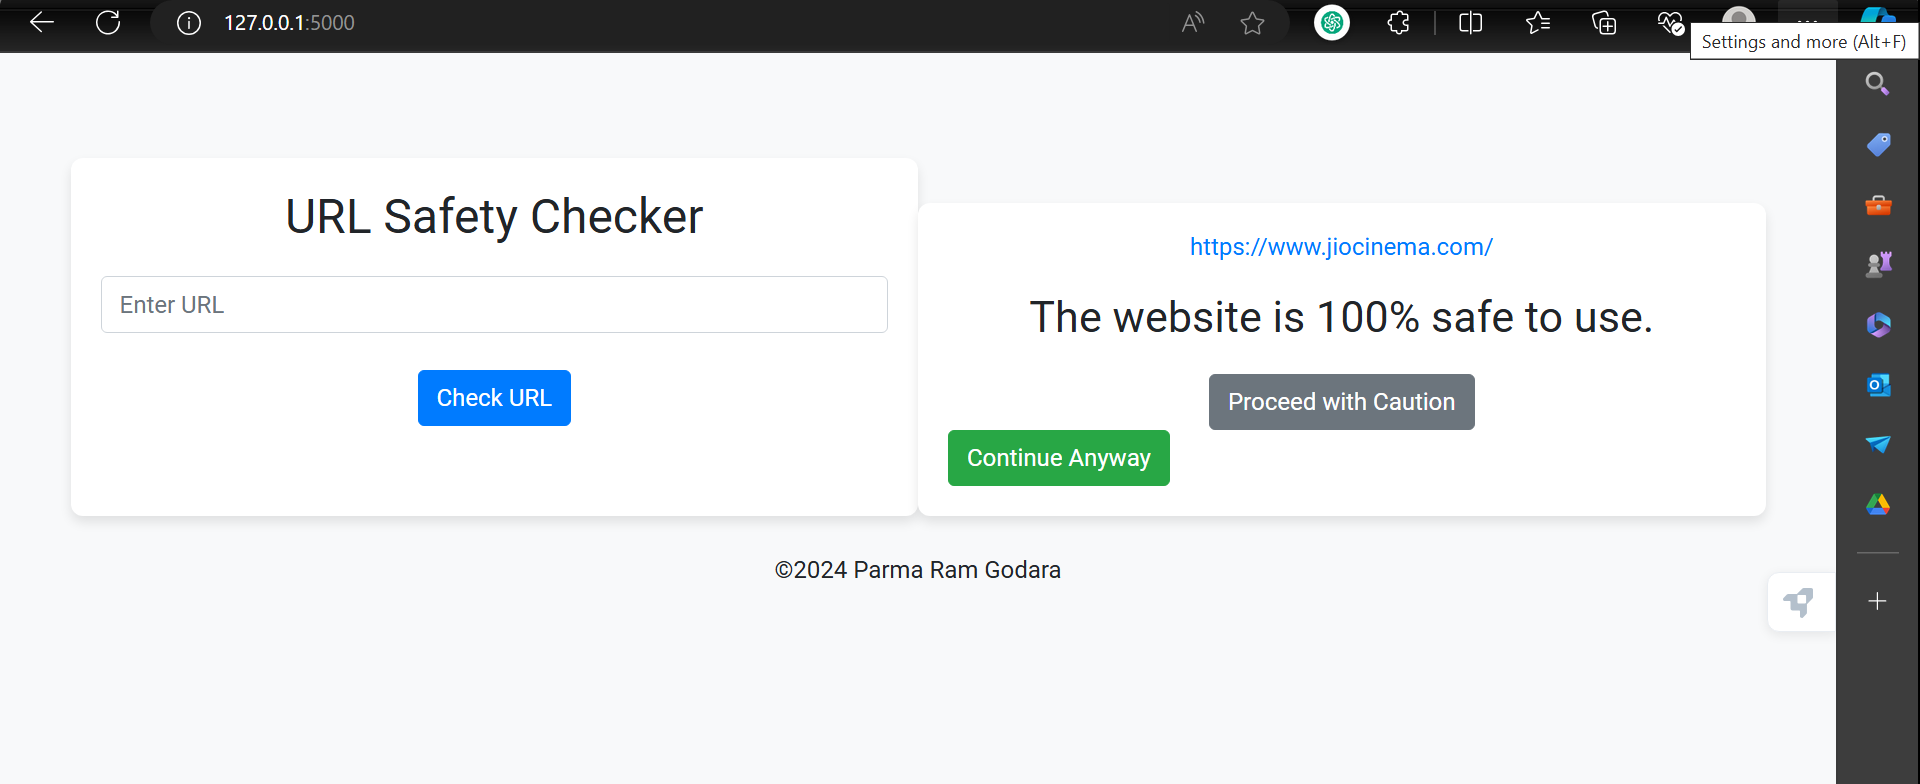 127.0.0.1:5000
Settings and more (Alt+F)
URL Safety Checker
Enter URL
Check URL
https://www.jiocinema.com/
The website is 100% safe to use.
Proceed with Caution
Continue Anyway
©2024 Parma Ram Godara